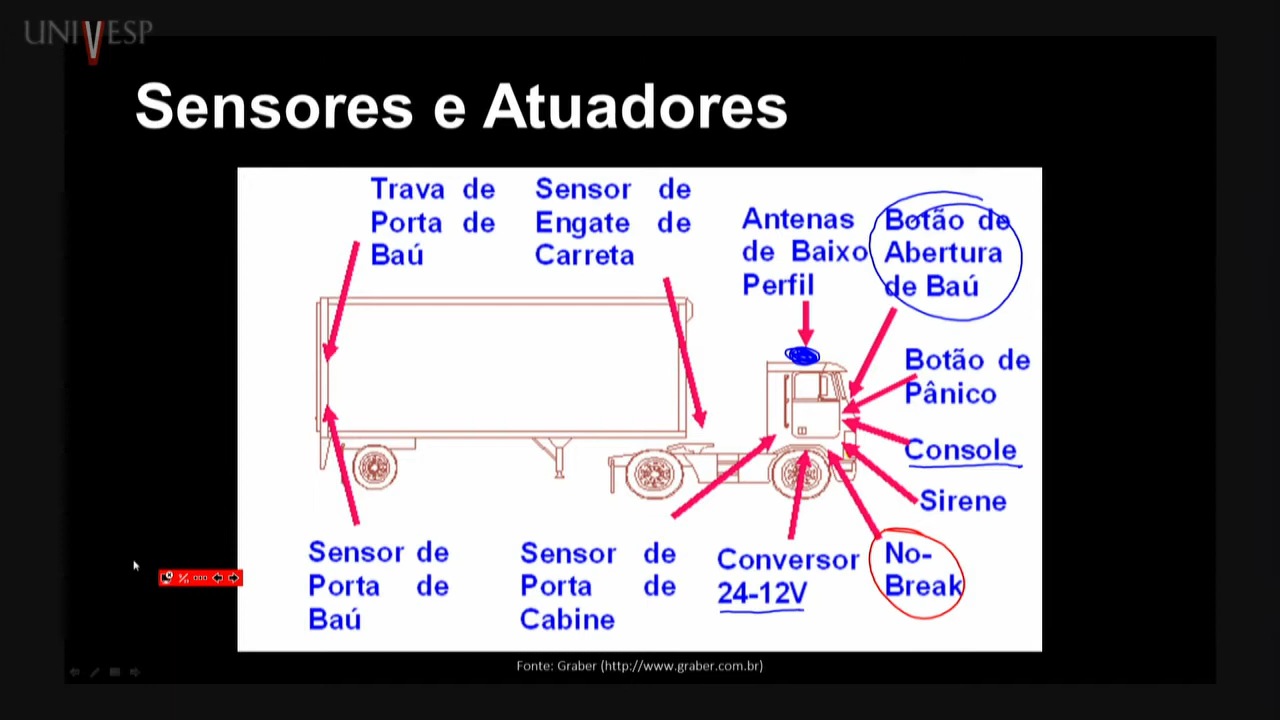 UNIVESP
Sensores e Atuadores
Trava de
Porta de
Baú
Sensor de
Engate de
Carreta
Antenas
de Baixo
Perfil
Botão de
Abertura
de Baú
Botão de
Pânico
Console
Sirene
Sensor de
Porta de
Baú
Sensor de
Porta de
Cabine
Conversor
24-12V
No-
Break
Fonte: Graber (http://www.graber.com.br)